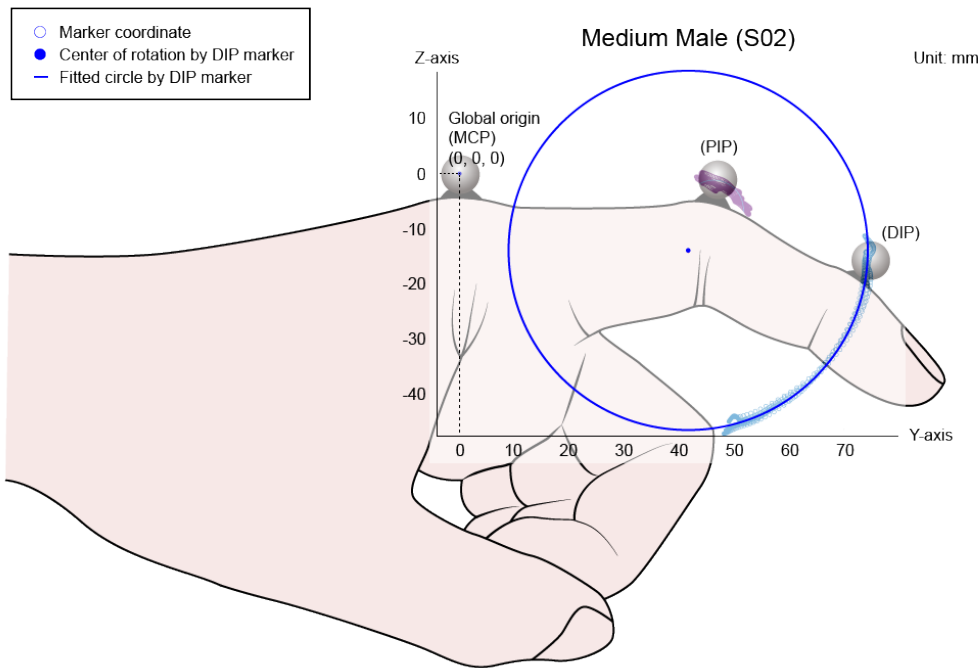 Marker coordinate
Center of rotation by DIP marker
Fitted circle by DIP marker
Medium Male (S02)
Z-axis
Unit: mm
10
Global origin
(MCP)
(0, 0, 0)
(PIP)
0
-10
(DIP)
-20
-30
-40
Y-axis
0 10 20 30 40 50 60 70